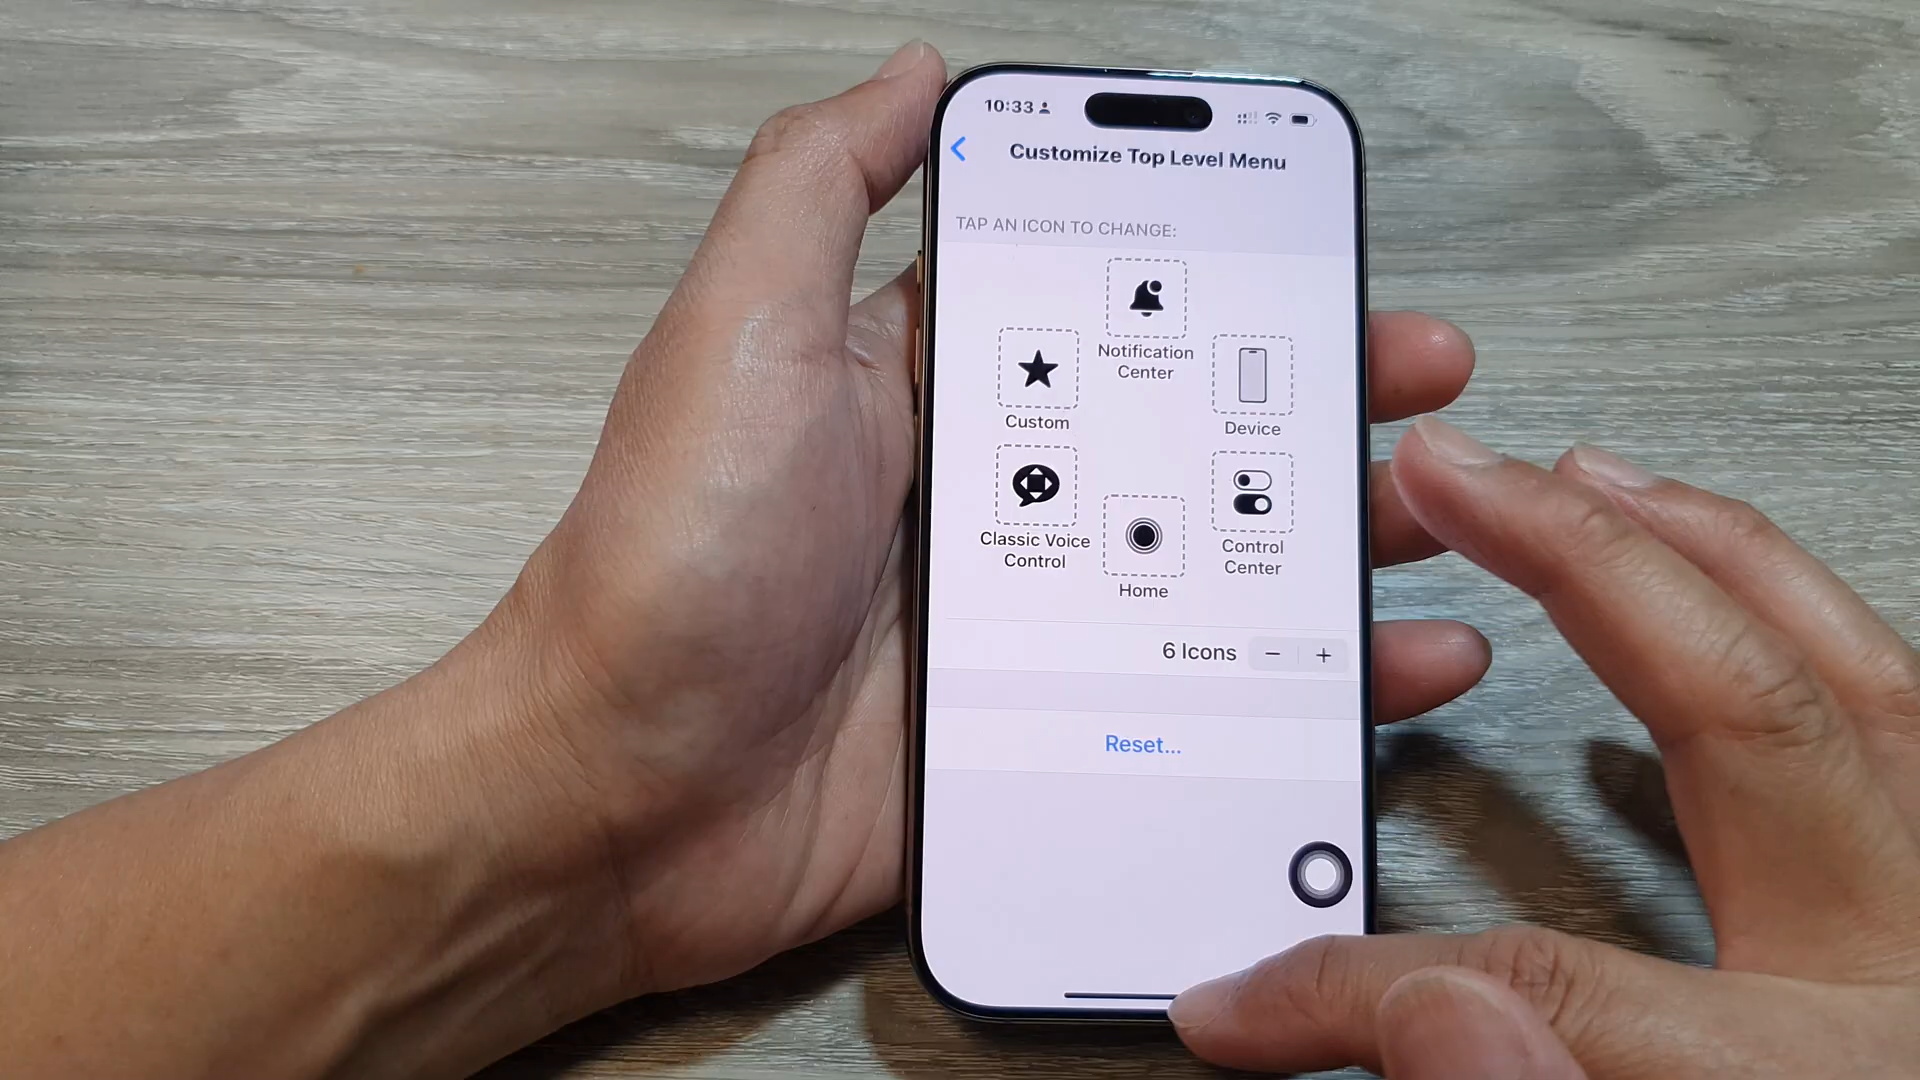 10:33
Customize Top Level Menu
TAP AN ICON TO CHANGE:
Notification
Center
Custom
Device
Classic Voice
Control
Home
Control
Center
6 Icons − +
Reset...